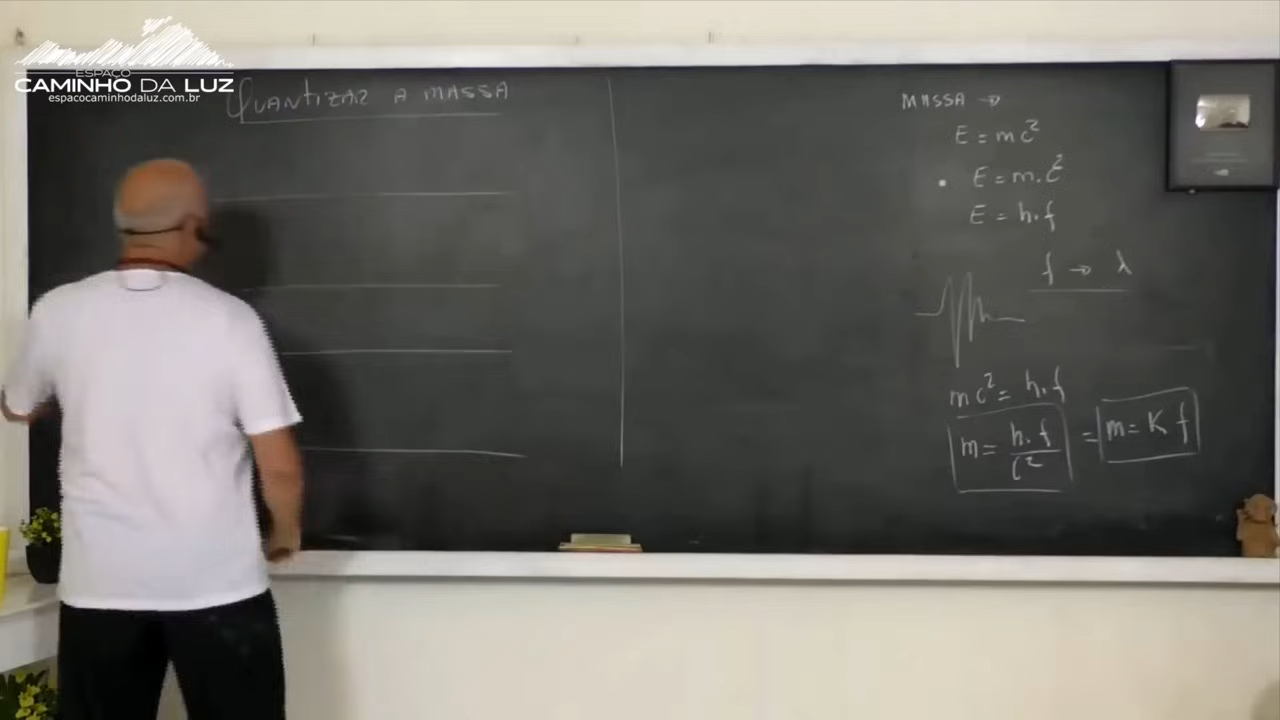 ESPAÇO
CAMINHO DA LUZ
espacocaminhodaluz.com.br
QUANTIZAR A MASSA
MASSA →
E = mc²
• E = m.c²
E = h.f
f → λ
mc² = h.f
m = h.f / c² = m = K f